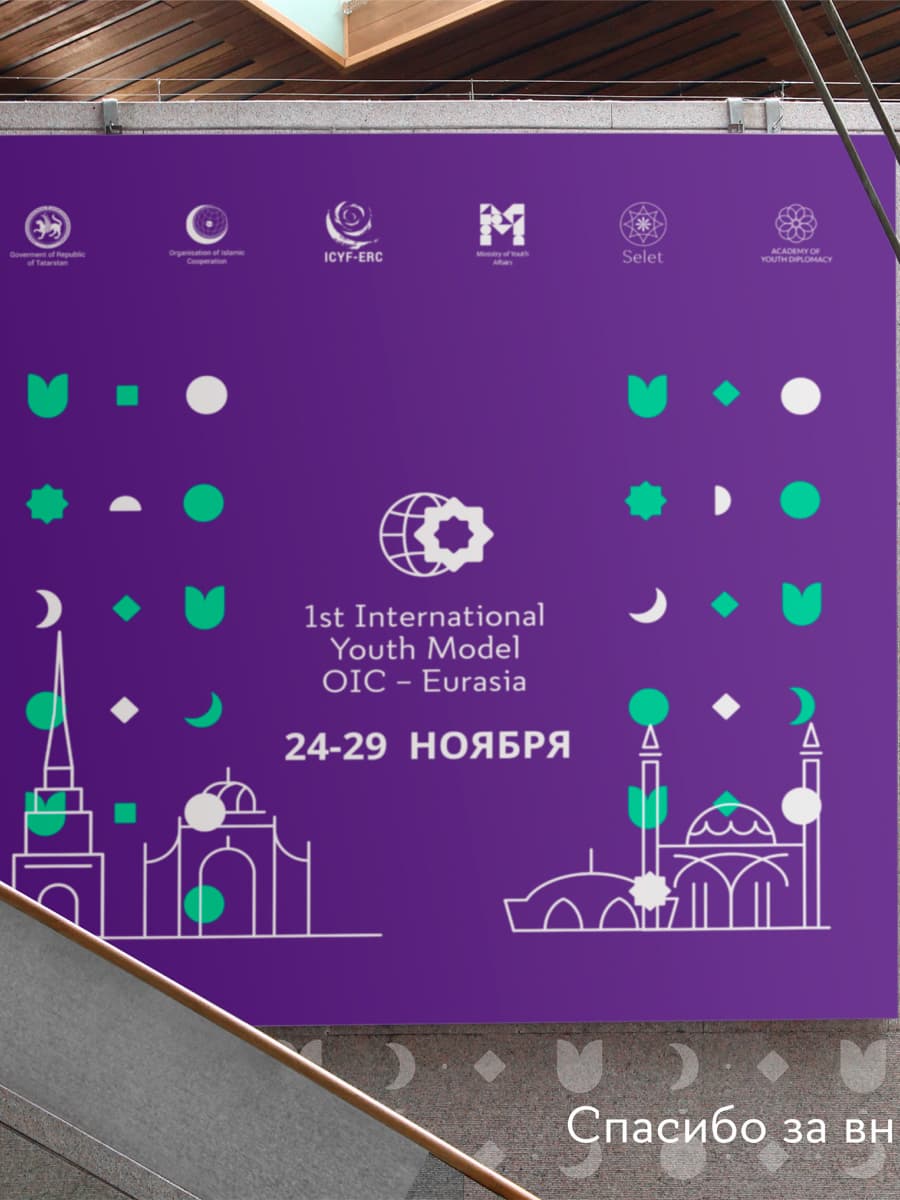 Goverment of Republic
of Tatarstan
Organisation of Islamic
Cooperation
ICYF-ERC
Ministry of Youth
Affairs
Selet
ACADEMY OF
YOUTH DIPLOMACY
1st International
Youth Model
OIC – Eurasia
24-29 НОЯБРЯ
Спасибо за вн